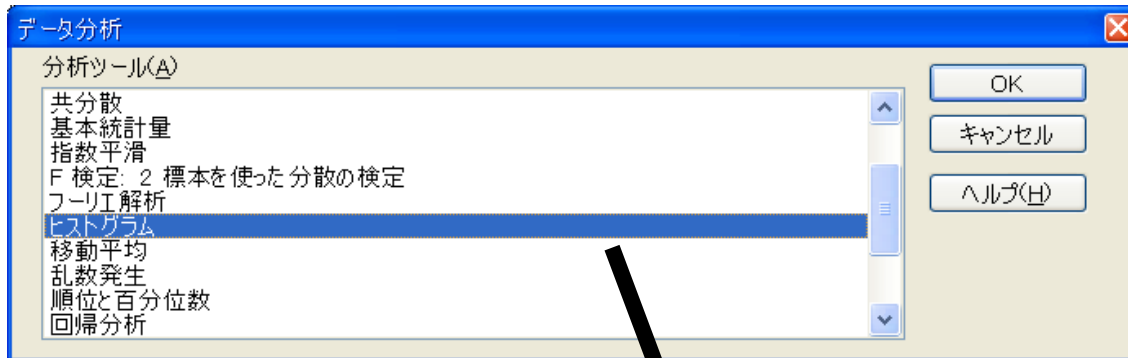 データ分析
分析ツール(A)
共分散
基本統計量
指数平滑
F 検定: 2 標本を使った分散の検定
フーリエ解析
ヒストグラム
移動平均
乱数発生
順位と百分位数
回帰分析
OK
キャンセル
ヘルプ(H)